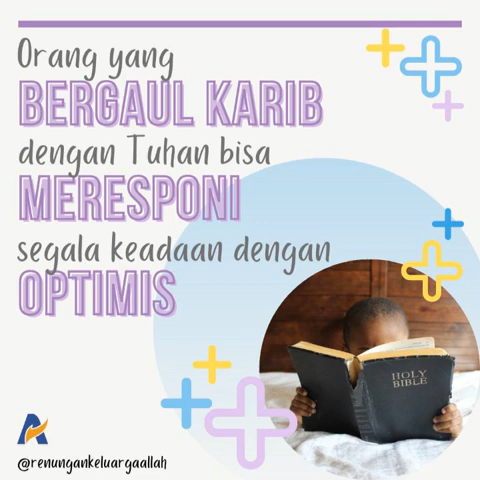 Orang yang
BERGAUL KARIB
dengan Tuhan bisa
MERESPONI
segala keadaan dengan
OPTIMIS
HOLY
BIBLE
@renungankeluargaallah